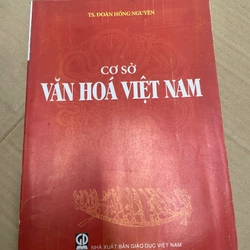 TS. ĐOÀN HỒNG NGUYÊN
CƠ SỞ
VĂN HOÁ VIỆT NAM
NHÀ XUẤT BẢN GIÁO DỤC VIỆT NAM